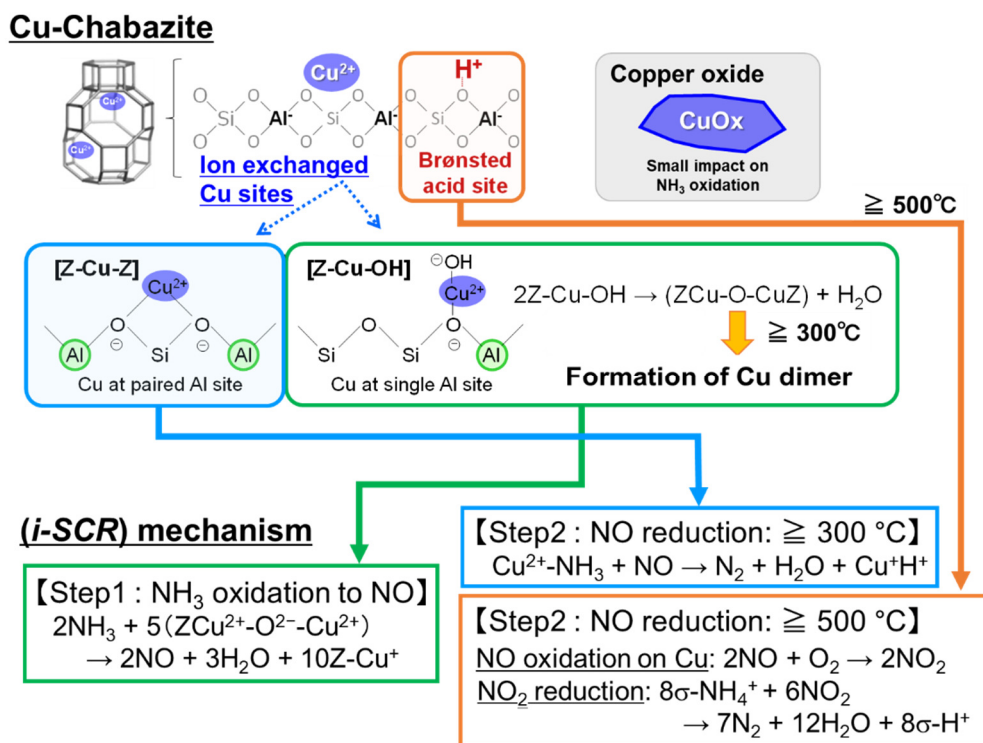 Cu-Chabazite
Cu²⁺
Cu²⁺
Cu²⁺
H⁺
O O O O O O O
Si Al⁻ Si Al⁻ Si Al⁻
O O O O O O O
Ion exchanged
Cu sites
Brønsted
acid site
Copper oxide
CuOx
Small impact on
NH₃ oxidation
≧ 500℃
[Z-Cu-Z]
Cu²⁺
O O
⊖ ⊖
Al Si Al
Cu at paired Al site
[Z-Cu-OH]
⊖OH
Cu²⁺
O O
⊖
Si Si Al
Cu at single Al site
2Z-Cu-OH → (ZCu-O-CuZ) + H₂O
≧ 300℃
Formation of Cu dimer
(i-SCR) mechanism
【Step1 : NH₃ oxidation to NO】
2NH₃ + 5(ZCu²⁺-O²⁻-Cu²⁺)
→ 2NO + 3H₂O + 10Z-Cu⁺
【Step2 : NO reduction: ≧ 300 °C】
Cu²⁺-NH₃ + NO → N₂ + H₂O + Cu⁺H⁺
【Step2 : NO reduction: ≧ 500 °C】
NO oxidation on Cu: 2NO + O₂ → 2NO₂
NO₂ reduction: 8σ-NH₄⁺ + 6NO₂
→ 7N₂ + 12H₂O + 8σ-H⁺